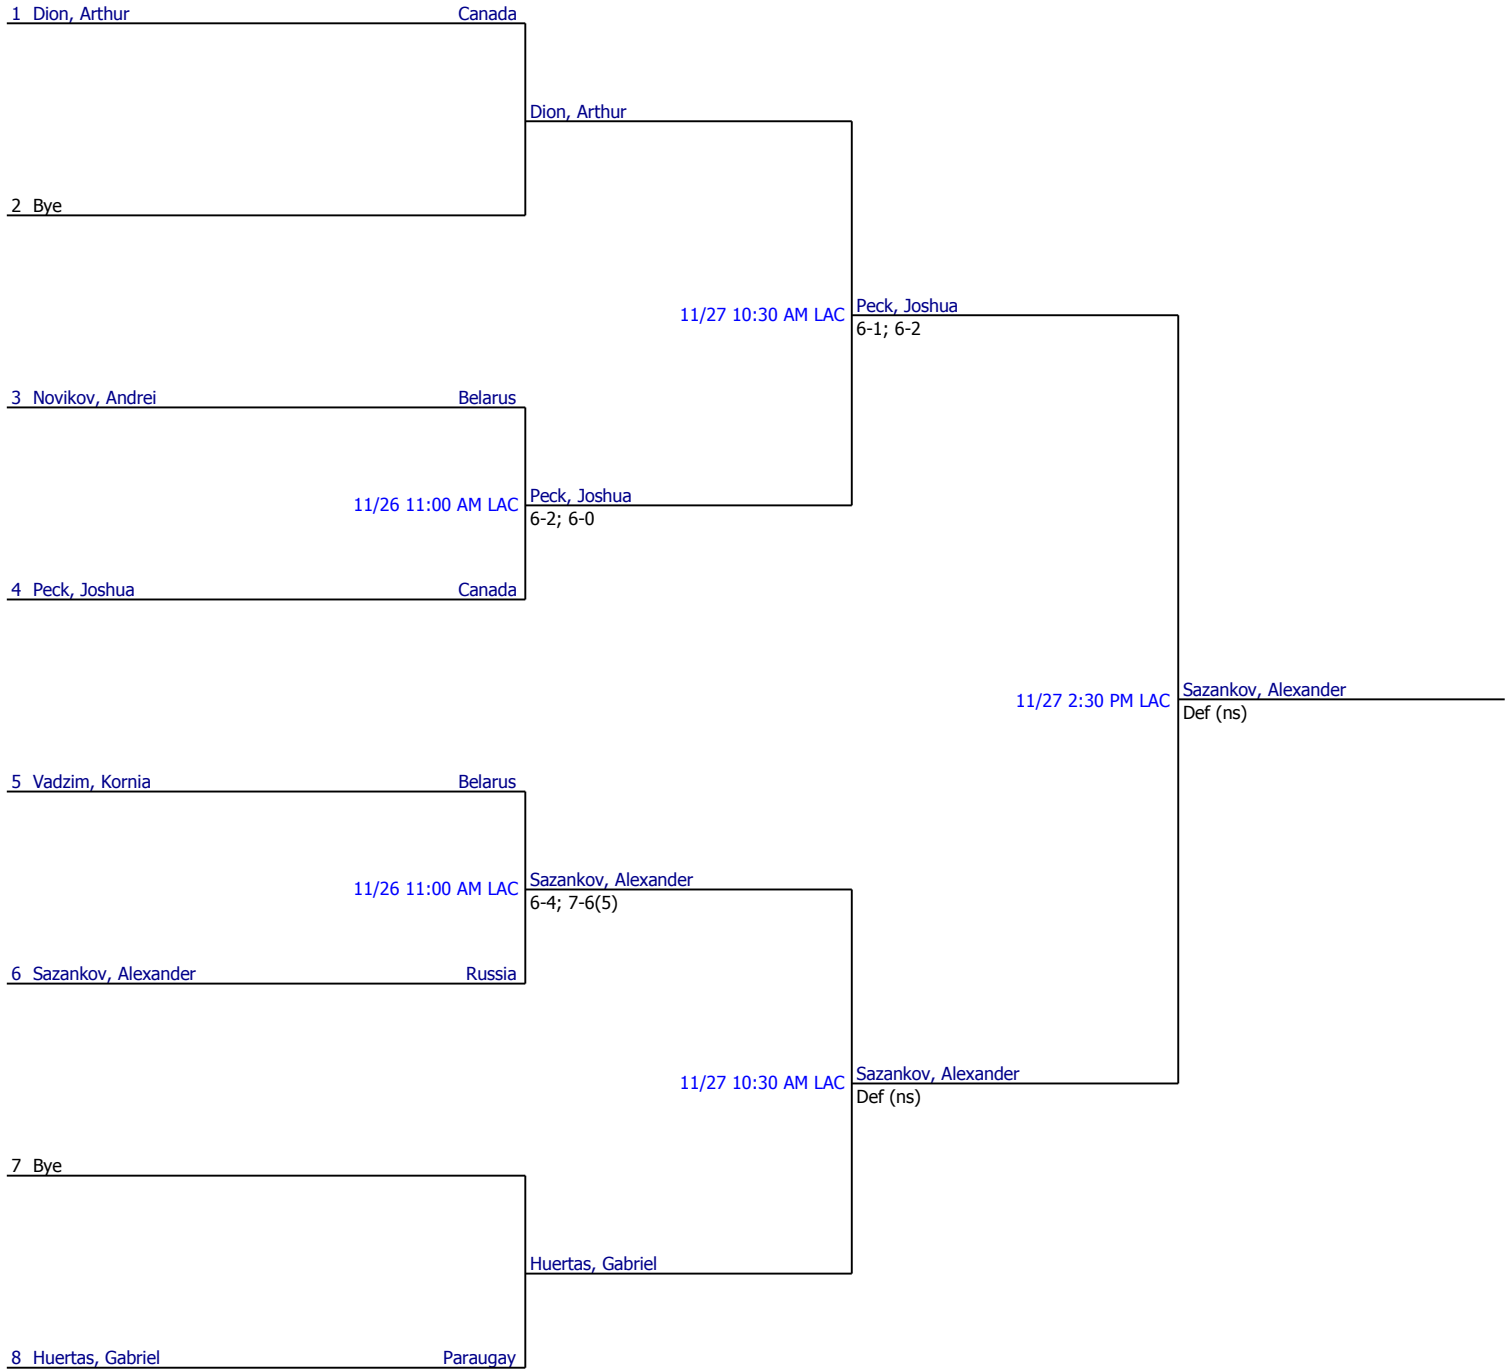 1 Dion, Arthur Canada
Dion, Arthur
2 Bye
11/27 10:30 AM LAC Peck, Joshua
6-1; 6-2
3 Novikov, Andrei Belarus
11/26 11:00 AM LAC Peck, Joshua
6-2; 6-0
4 Peck, Joshua Canada
11/27 2:30 PM LAC Sazankov, Alexander
Def (ns)
5 Vadzim, Kornia Belarus
11/26 11:00 AM LAC Sazankov, Alexander
6-4; 7-6(5)
6 Sazankov, Alexander Russia
11/27 10:30 AM LAC Sazankov, Alexander
Def (ns)
7 Bye
Huertas, Gabriel
8 Huertas, Gabriel Paraugay